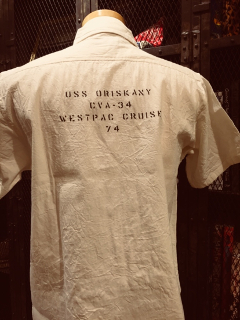 USS ORISKANY
CVA-34
WESTPAC CRUISE
74